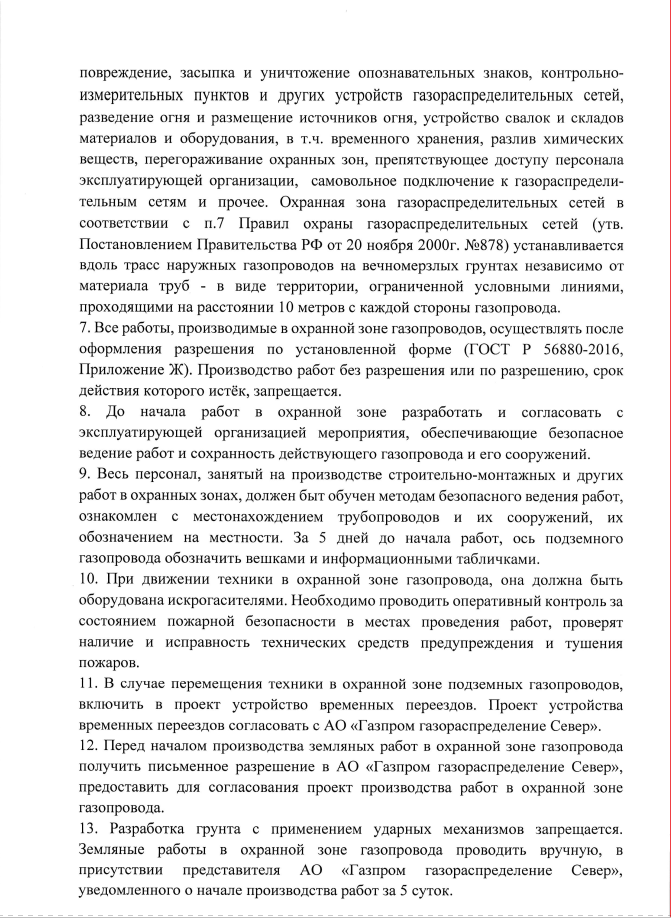 повреждение, засыпка и уничтожение опознавательных знаков, контрольно-
измерительных пунктов и других устройств газораспределительных сетей,
разведение огня и размещение источников огня, устройство свалок и складов
материалов и оборудования, в т.ч. временного хранения, разлив химических
веществ, перегораживание охранных зон, препятствующее доступу персонала
эксплуатирующей организации, самовольное подключение к газораспредели-
тельным сетям и прочее. Охранная зона газораспределительных сетей в
соответствии с п.7 Правил охраны газораспределительных сетей (утв.
Постановлением Правительства РФ от 20 ноября 2000г. №878) устанавливается
вдоль трасс наружных газопроводов на вечномерзлых грунтах независимо от
материала труб - в виде территории, ограниченной условными линиями,
проходящими на расстоянии 10 метров с каждой стороны газопровода.
7. Все работы, производимые в охранной зоне газопроводов, осуществлять после
оформления разрешения по установленной форме (ГОСТ Р 56880-2016,
Приложение Ж). Производство работ без разрешения или по разрешению, срок
действия которого истёк, запрещается.
8. До начала работ в охранной зоне разработать и согласовать с
эксплуатирующей организацией мероприятия, обеспечивающие безопасное
ведение работ и сохранность действующего газопровода и его сооружений.
9. Весь персонал, занятый на производстве строительно-монтажных и других
работ в охранных зонах, должен быт обучен методам безопасного ведения работ,
ознакомлен с местонахождением трубопроводов и их сооружений, их
обозначением на местности. За 5 дней до начала работ, ось подземного
газопровода обозначить вешками и информационными табличками.
10. При движении техники в охранной зоне газопровода, она должна быть
оборудована искрогасителями. Необходимо проводить оперативный контроль за
состоянием пожарной безопасности в местах проведения работ, проверят
наличие и исправность технических средств предупреждения и тушения
пожаров.
11. В случае перемещения техники в охранной зоне подземных газопроводов,
включить в проект устройство временных переездов. Проект устройства
временных переездов согласовать с АО «Газпром газораспределение Север».
12. Перед началом производства земляных работ в охранной зоне газопровода
получить письменное разрешение в АО «Газпром газораспределение Север»,
предоставить для согласования проект производства работ в охранной зоне
газопровода.
13. Разработка грунта с применением ударных механизмов запрещается.
Земляные работы в охранной зоне газопровода проводить вручную, в
присутствии представителя АО «Газпром газораспределение Север»,
уведомленного о начале производства работ за 5 суток.